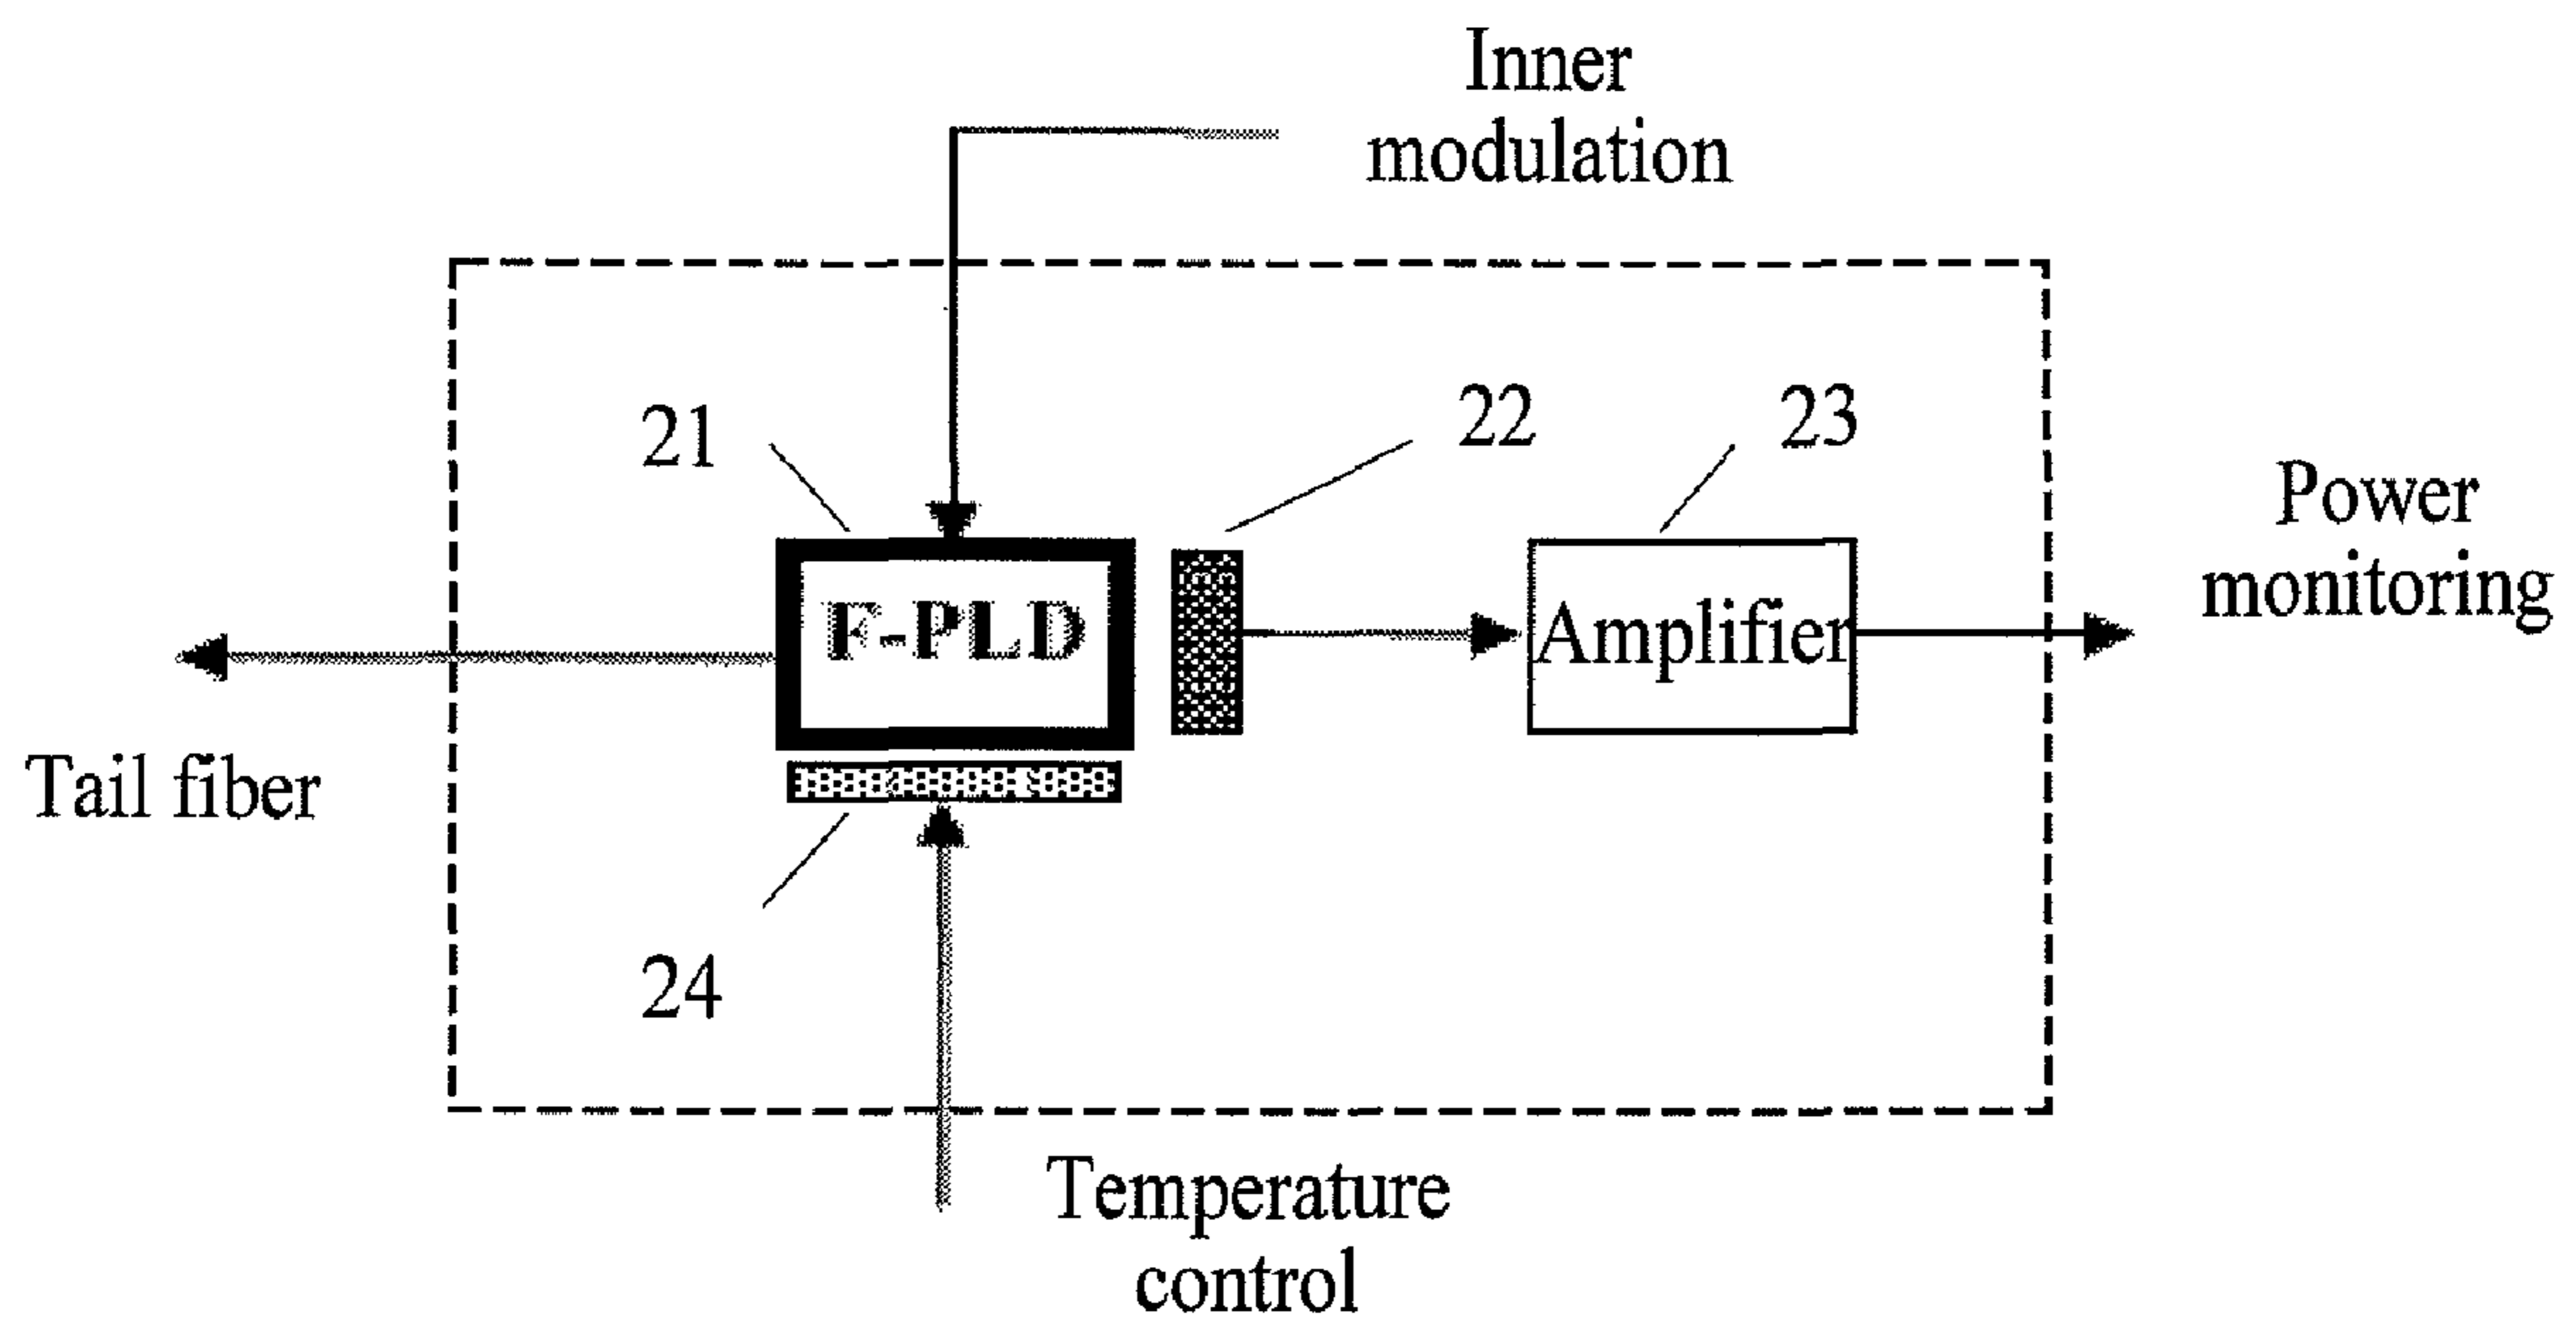 Inner
modulation
21
22
23
F-PLD
Amplifier
Power
monitoring
Tail fiber
24
Temperature
control